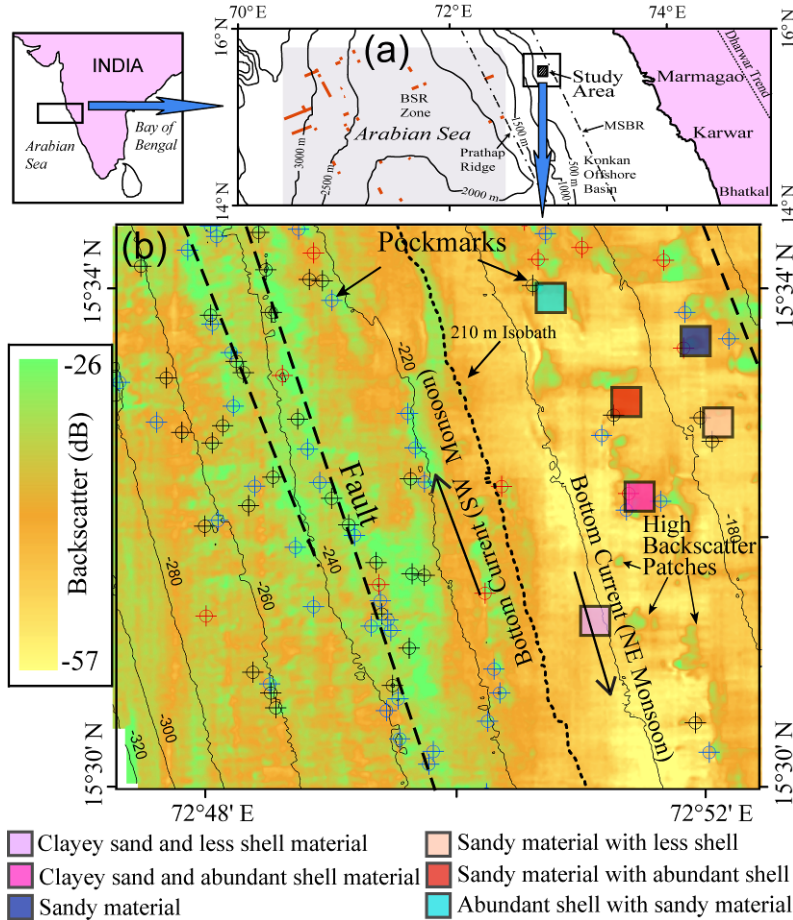 70°E
72°E
74°E
16°N
16°N
(a)
INDIA
Study
Area
Marmagao
Dharwar Trend
BSR
Zone
Arabian Sea
Bay of
Bengal
Arabian
Sea
3000 m
2500 m
2000 m
1500 m
1000
500 m
MSBR
Karwar
Prathap
Ridge
Konkan
Offshore
Basin
Bhatkal
14°N
14°N
(b)
Pockmarks
15°34' N
15°34' N
210 m Isobath
-220
Bottom Current (SW Monsoon)
Fault
Bottom Current (NE Monsoon)
High
Backscatter
Patches
-180
-240
-260
-280
-300
-320
-26
Backscatter (dB)
-57
15°30' N
15°30' N
72°48' E
72°52' E
Clayey sand and less shell material
Sandy material with less shell
Clayey sand and abundant shell material
Sandy material with abundant shell
Sandy material
Abundant shell with sandy material